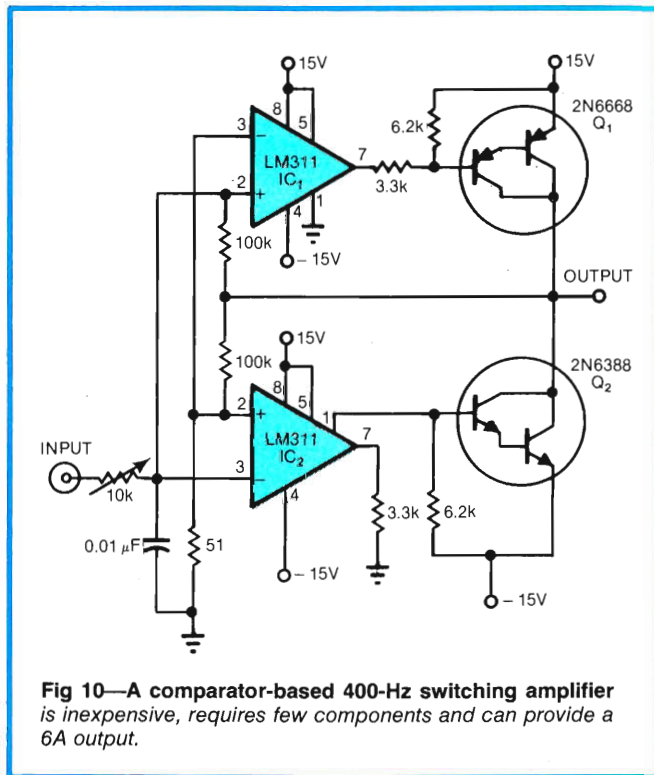 15V
15V
8
5
3
−
6.2k
2N6668
Q1
LM311
IC1
7
2
+
3.3k
4
1
100k
− 15V
OUTPUT
15V
100k
2N6388
Q2
8
5
2
+
1
LM311
IC2
7
INPUT
3
−
10k
4
3.3k
6.2k
0.01 µF
51
− 15V
− 15V
Fig 10—A comparator-based 400-Hz switching amplifier
is inexpensive, requires few components and can provide a
6A output.